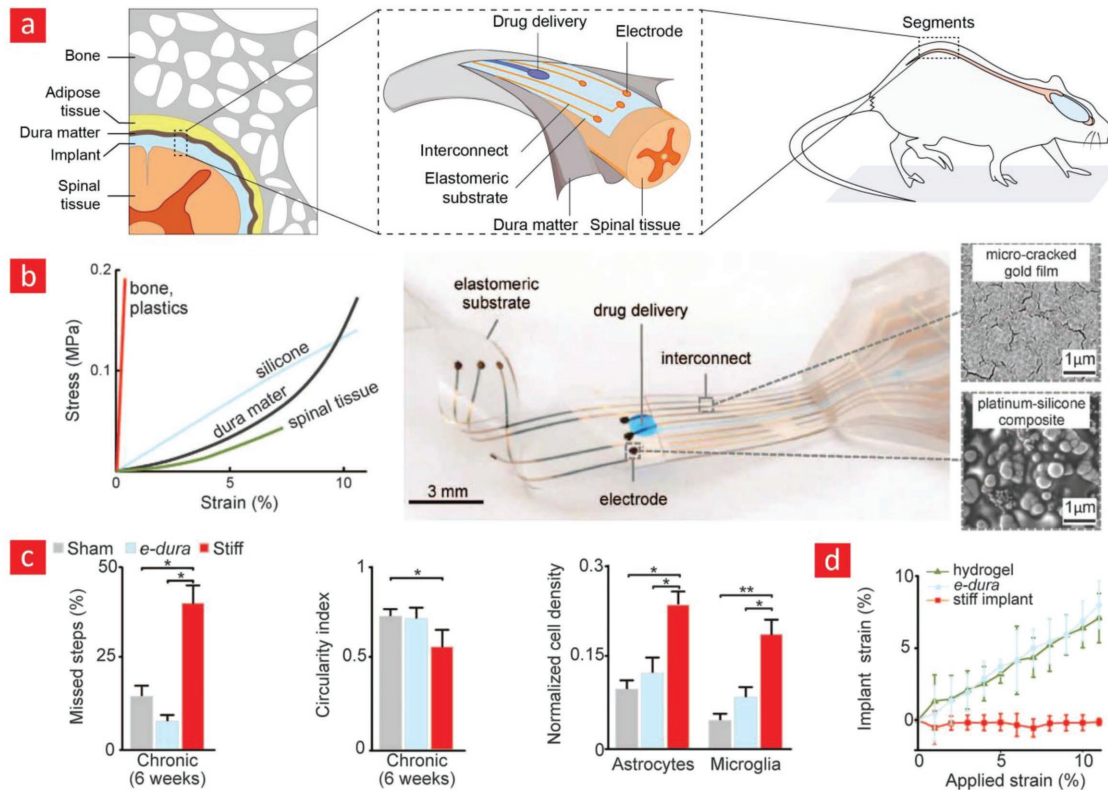 a
Bone
Adipose
tissue
Dura matter
Implant
Spinal
tissue
Drug delivery
Electrode
Interconnect
Elastomeric
substrate
Dura matter
Spinal tissue
Segments
b
0.2
0.1
0
Stress (MPa)
bone,
plastics
silicone
dura mater
spinal tissue
0
5
10
Strain (%)
elastomeric
substrate
drug delivery
interconnect
3 mm
electrode
micro-cracked
gold film
1μm
platinum-silicone
composite
1μm
c
Sham
e-dura
Stiff
50
25
0
Missed steps (%)
*
*
Chronic
(6 weeks)
1
0.5
0
Circularity index
*
Chronic
(6 weeks)
0.3
0.15
0
Normalized cell density
*
*
**
*
Astrocytes
Microglia
d
hydrogel
e-dura
stiff implant
10
5
0
Implant strain (%)
0
5
10
Applied strain (%)